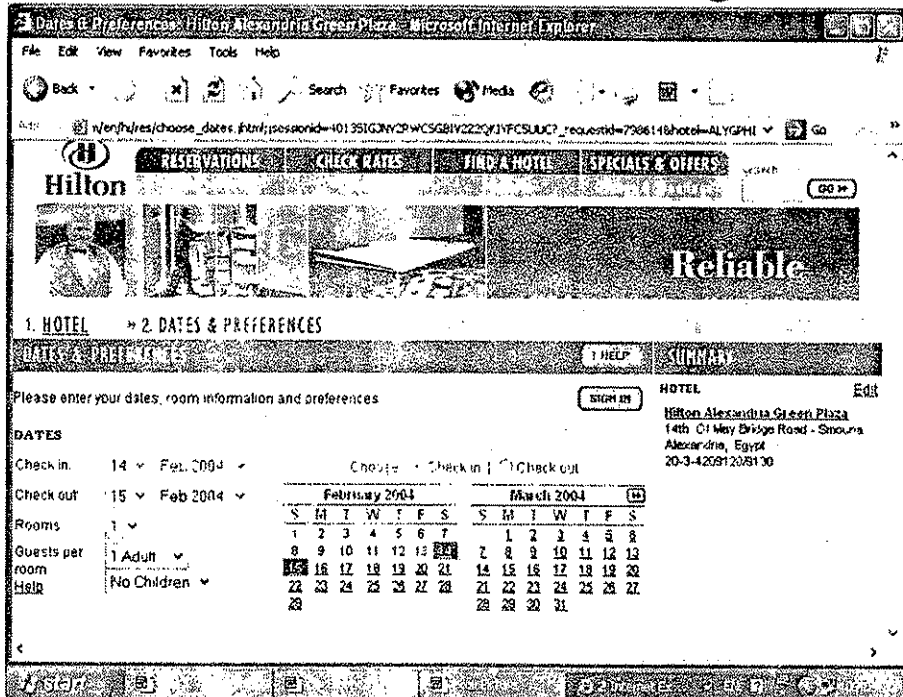 Dates & Preferences: Hilton Alexandria Green Plaza - Microsoft Internet Explorer
File Edit View Favorites Tools Help
Back Search Favorites Media
Go
Hilton
RESERVATIONS CHECK RATES FIND A HOTEL SPECIALS & OFFERS
search
GO
Reliable
1. HOTEL » 2. DATES & PREFERENCES
DATES & PREFERENCES ? HELP SUMMARY
Please enter your dates, room information and preferences
SIGN IN
HOTEL Edit
Hilton Alexandria Green Plaza
14th Of May Bridge Road - Smouha
Alexandria, Egypt
20-3-4209120/9130
DATES
Check in: 14 Feb 2004
Choose Check in | Check out
Check out 15 Feb 2004
Rooms 1
Guests per room 1 Adult
Help No Children
February 2004
S M T W T F S
1 2 3 4 5 6 7
8 9 10 11 12 13 14
15 16 17 18 19 20 21
22 23 24 25 26 27 28
29
March 2004
S M T W T F S
1 2 3 4 5 6
7 8 9 10 11 12 13
14 15 16 17 18 19 20
21 22 23 24 25 26 27
28 29 30 31
start